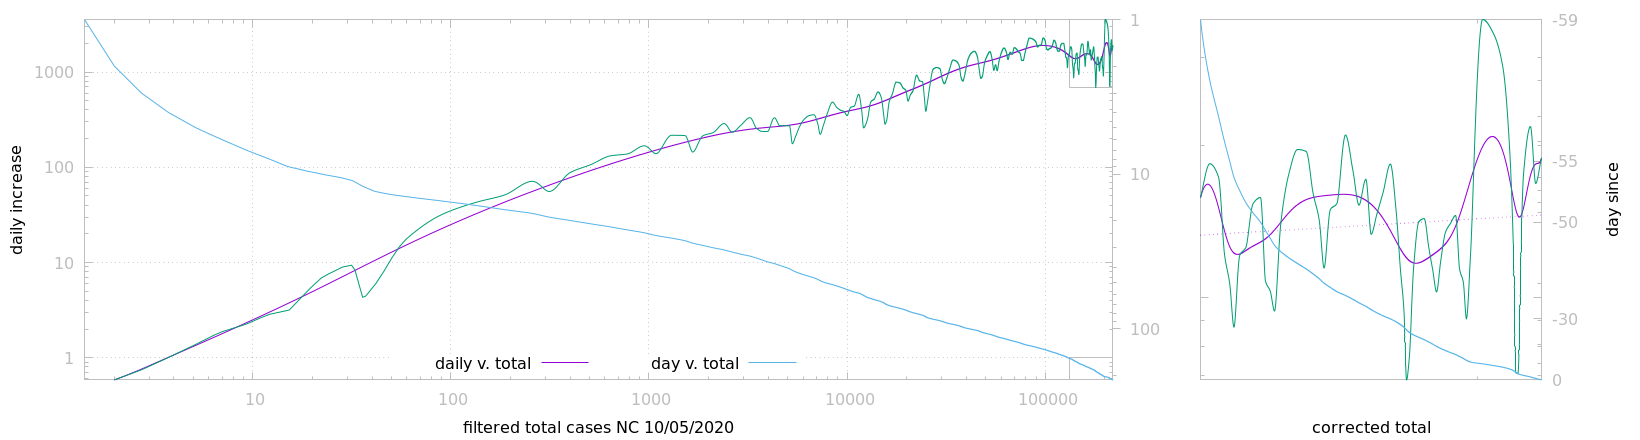 1000
100
10
1
daily increase
1
10
100
daily v. total
day v. total
10
100
1000
10000
100000
filtered total cases NC 10/05/2020
-59
-55
-50
-30
0
day since
corrected total